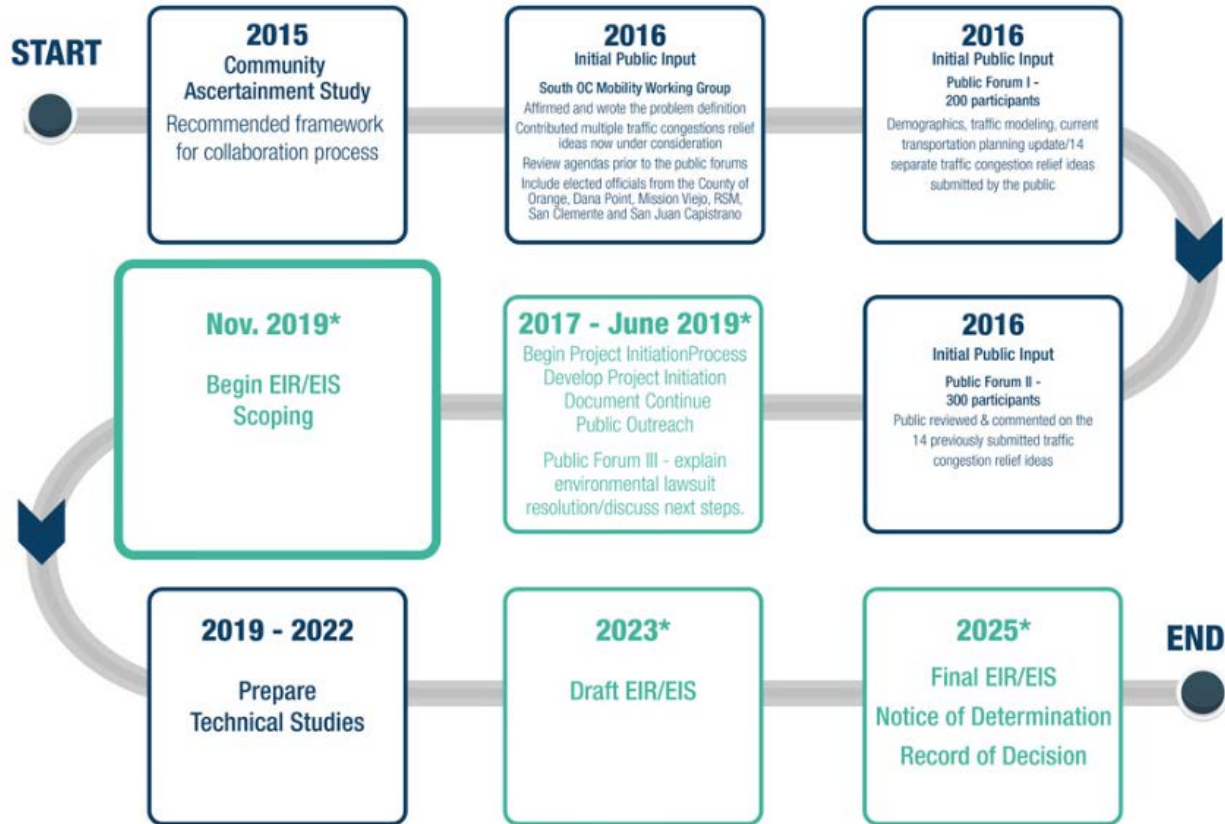 START
2015
Community
Ascertainment Study
Recommended framework
for collaboration process
2016
Initial Public Input
South OC Mobility Working Group
Affirmed and wrote the problem definition
Contributed multiple traffic congestions relief
ideas now under consideration
Review agendas prior to the public forums
Include elected officials from the County of
Orange, Dana Point, Mission Viejo, RSM,
San Clemente and San Juan Capistrano
2016
Initial Public Input
Public Forum I -
200 participants
Demographics, traffic modeling, current
transportation planning update/14
separate traffic congestion relief ideas
submitted by the public
2016
Initial Public Input
Public Forum II -
300 participants
Public reviewed & commented on the
14 previously submitted traffic
congestion relief ideas
2017 - June 2019*
Begin Project InitiationProcess
Develop Project Initiation
Document Continue
Public Outreach
Public Forum III - explain
environmental lawsuit
resolution/discuss next steps.
Nov. 2019*
Begin EIR/EIS
Scoping
2019 - 2022
Prepare
Technical Studies
2023*
Draft EIR/EIS
2025*
Final EIR/EIS
Notice of Determination
Record of Decision
END